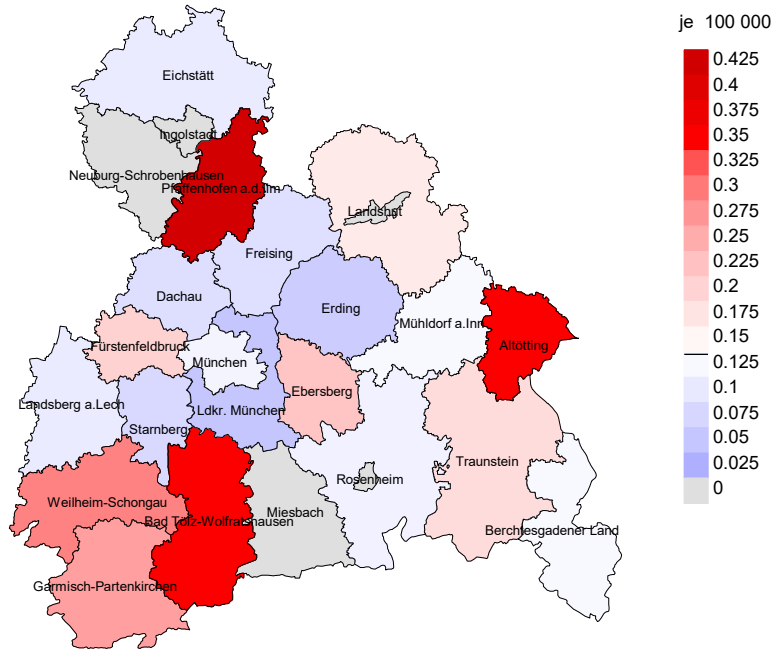 je 100 000
0.425
0.4
0.375
0.35
0.325
0.3
0.275
0.25
0.225
0.2
0.175
0.15
0.125
0.1
0.075
0.05
0.025
0
Eichstätt
Ingolstadt
Neuburg-Schrobenhausen
Pfaffenhofen a.d.Ilm
Landshut
Freising
Dachau
Erding
Mühldorf a.Inn
Altötting
Fürstenfeldbruck
München
Ebersberg
Landsberg a.Lech
Ldkr. München
Starnberg
Traunstein
Rosenheim
Weilheim-Schongau
Miesbach
Bad Tölz-Wolfratshausen
Berchtesgadener Land
Garmisch-Partenkirchen